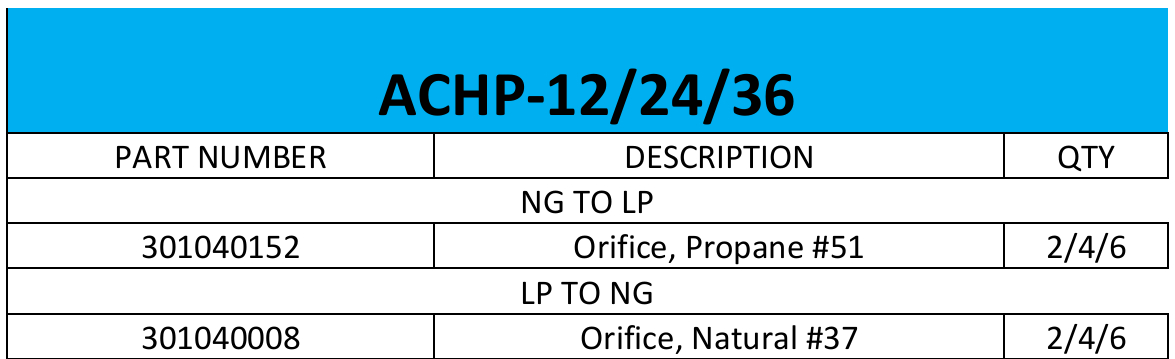 ACHP-12/24/36
PART NUMBER DESCRIPTION QTY
NG TO LP
301040152 Orifice, Propane #51 2/4/6
LP TO NG
301040008 Orifice, Natural #37 2/4/6